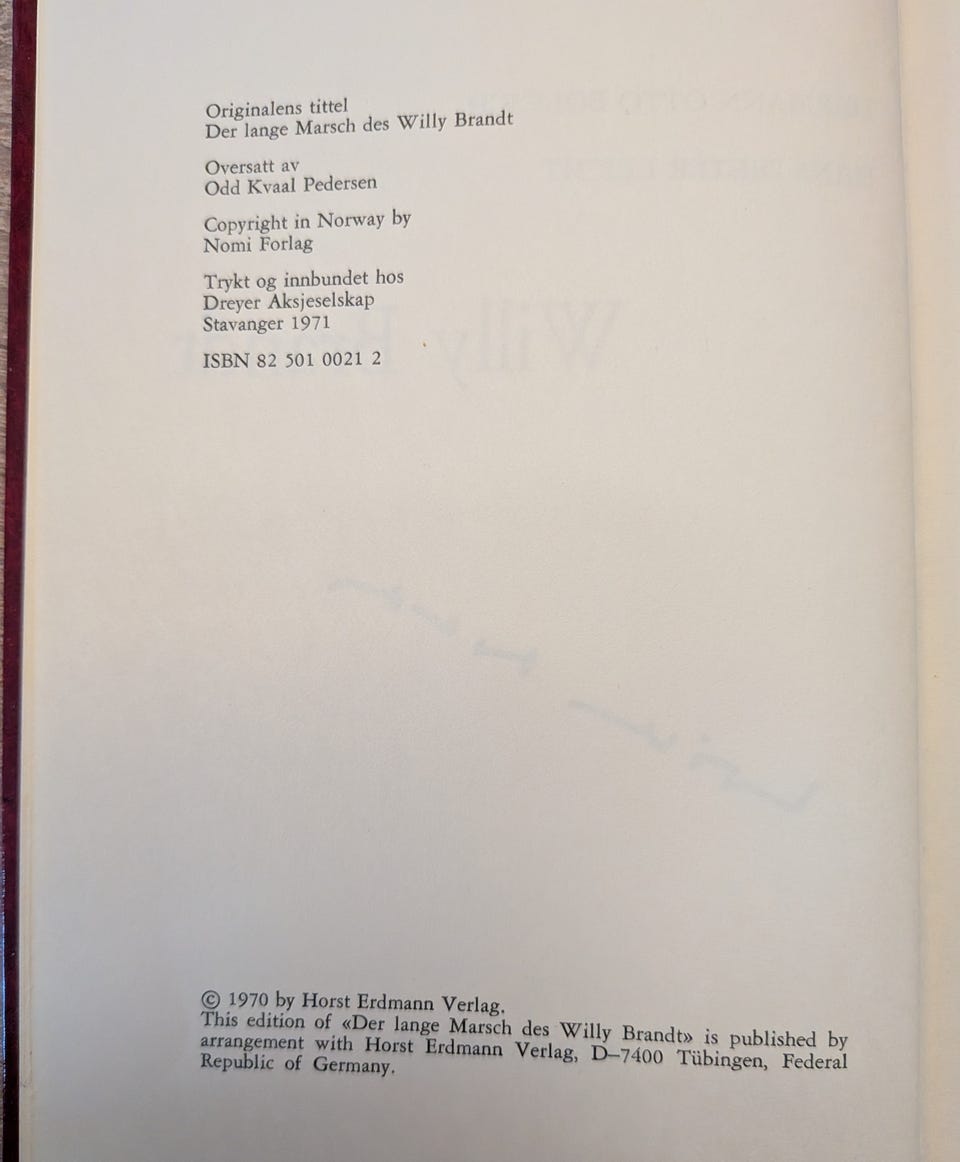 Originalens tittel
Der lange Marsch des Willy Brandt
Oversatt av
Odd Kvaal Pedersen
Copyright in Norway by
Nomi Forlag
Trykt og innbundet hos
Dreyer Aksjeselskap
Stavanger 1971
ISBN 82 501 0021 2
© 1970 by Horst Erdmann Verlag.
This edition of «Der lange Marsch des Willy Brandt» is published by
arrangement with Horst Erdmann Verlag, D–7400 Tübingen, Federal
Republic of Germany.